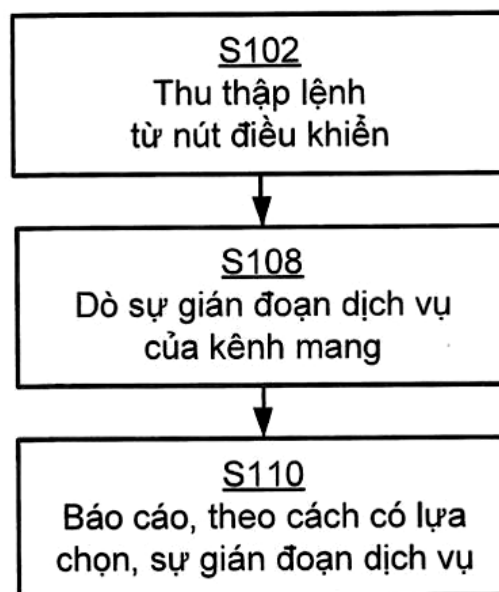 S102
Thu thập lệnh
từ nút điều khiển
S108
Dò sự gián đoạn dịch vụ
của kênh mang
S110
Báo cáo, theo cách có lựa
chọn, sự gián đoạn dịch vụ